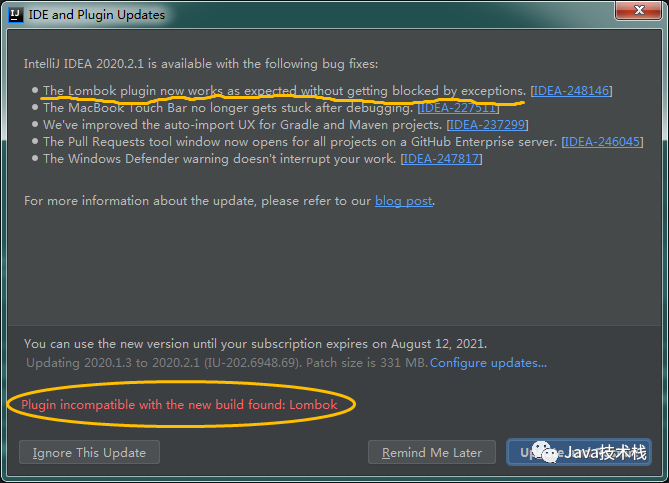 IDE and Plugin Updates
IntelliJ IDEA 2020.2.1 is available with the following bug fixes:
The Lombok plugin now works as expected without getting blocked by exceptions. [IDEA-248146]
The MacBook Touch Bar no longer gets stuck after debugging. [IDEA-227511]
We've improved the auto-import UX for Gradle and Maven projects. [IDEA-237299]
The Pull Requests tool window now opens for all projects on a GitHub Enterprise server. [IDEA-246045]
The Windows Defender warning doesn't interrupt your work. [IDEA-247817]
For more information about the update, please refer to our blog post.
You can use the new version until your subscription expires on August 12, 2021.
Updating 2020.1.3 to 2020.2.1 (IU-202.6948.69). Patch size is 331 MB. Configure updates...
Plugin incompatible with the new build found: Lombok
Ignore This Update
Remind Me Later
Java技术栈